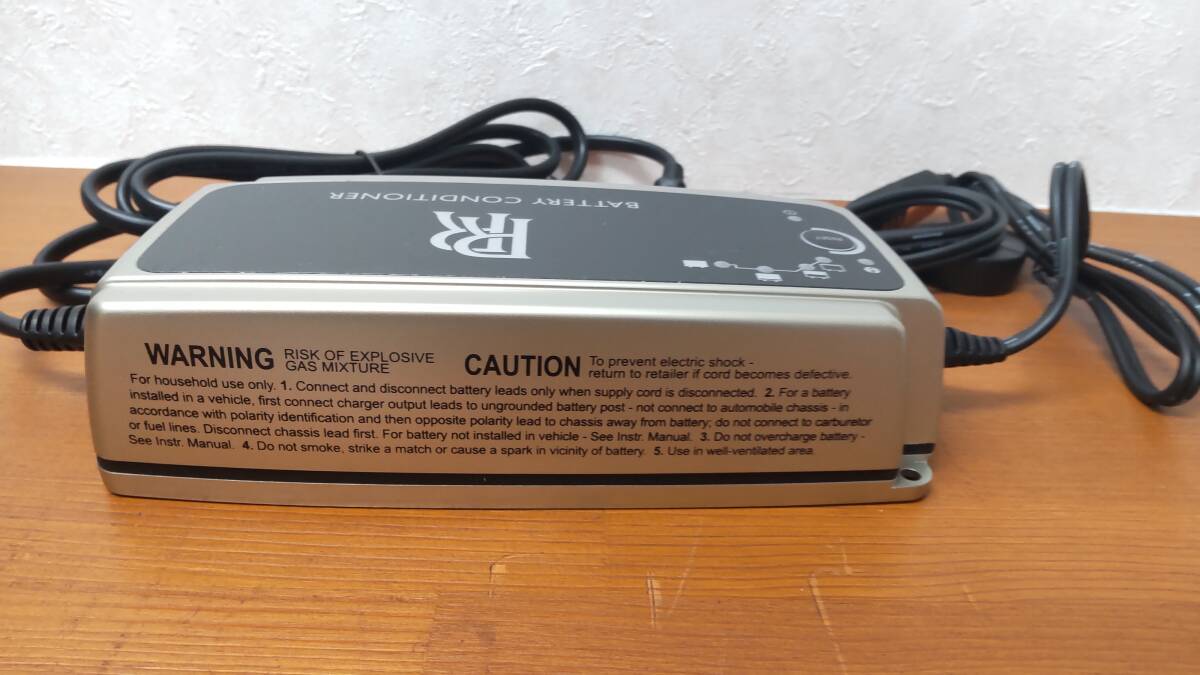 BATTERY CONDITIONER
RR
WARNING RISK OF EXPLOSIVE GAS MIXTURE
CAUTION To prevent electric shock - return to retailer if cord becomes defective.
For household use only. 1. Connect and disconnect battery leads only when supply cord is disconnected. 2. For a battery
installed in a vehicle, first connect charger output leads to ungrounded battery post - not connect to automobile chassis - in
accordance with polarity identification and then opposite polarity lead to chassis away from battery; do not connect to carburetor
or fuel lines. Disconnect chassis lead first. For battery not installed in vehicle - See Instr. Manual. 3. Do not overcharge battery -
See Instr. Manual. 4. Do not smoke, strike a match or cause a spark in vicinity of battery. 5. Use in well-ventilated area.